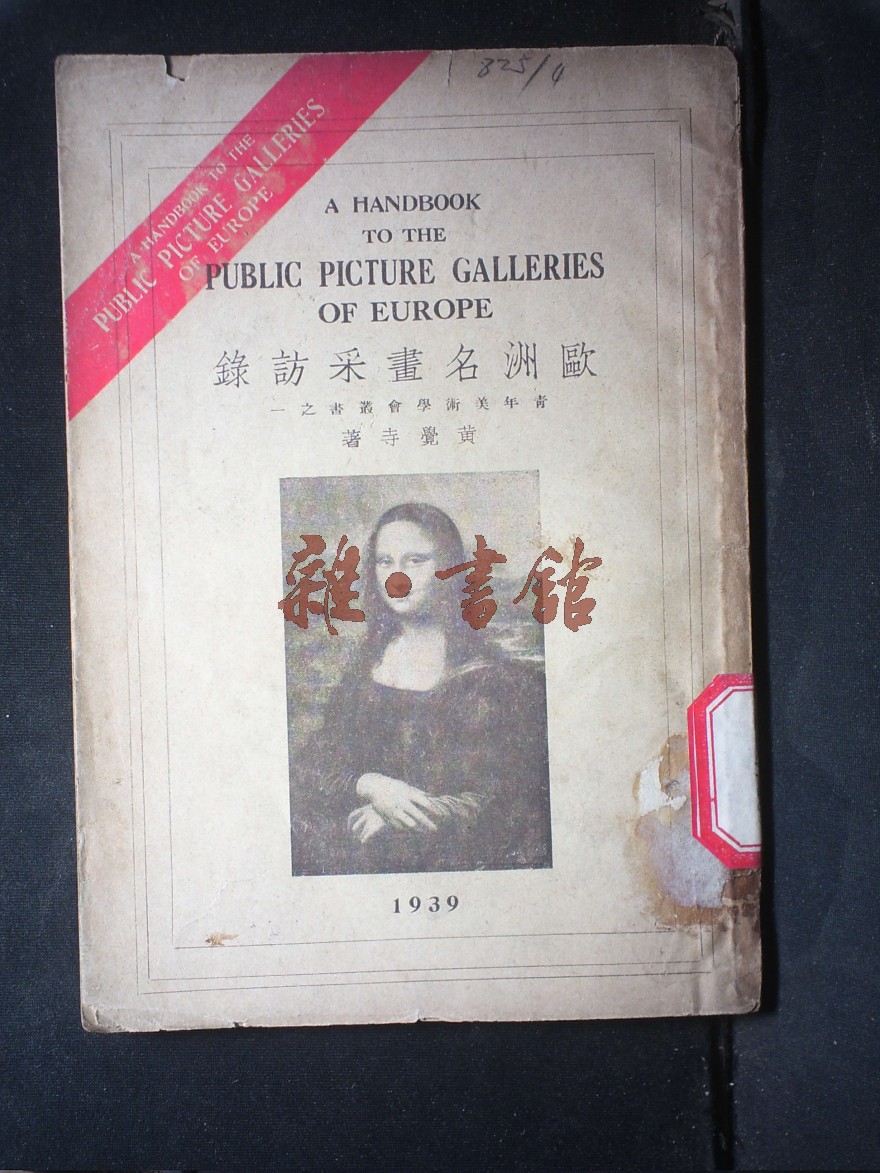 825/4
A HANDBOOK TO THE
PUBLIC PICTURE GALLERIES
OF EUROPE
A HANDBOOK
TO THE
PUBLIC PICTURE GALLERIES
OF EUROPE
歐洲名畫采訪錄
青年美術學會叢書之一
黄覺寺著
雜·書館
1939